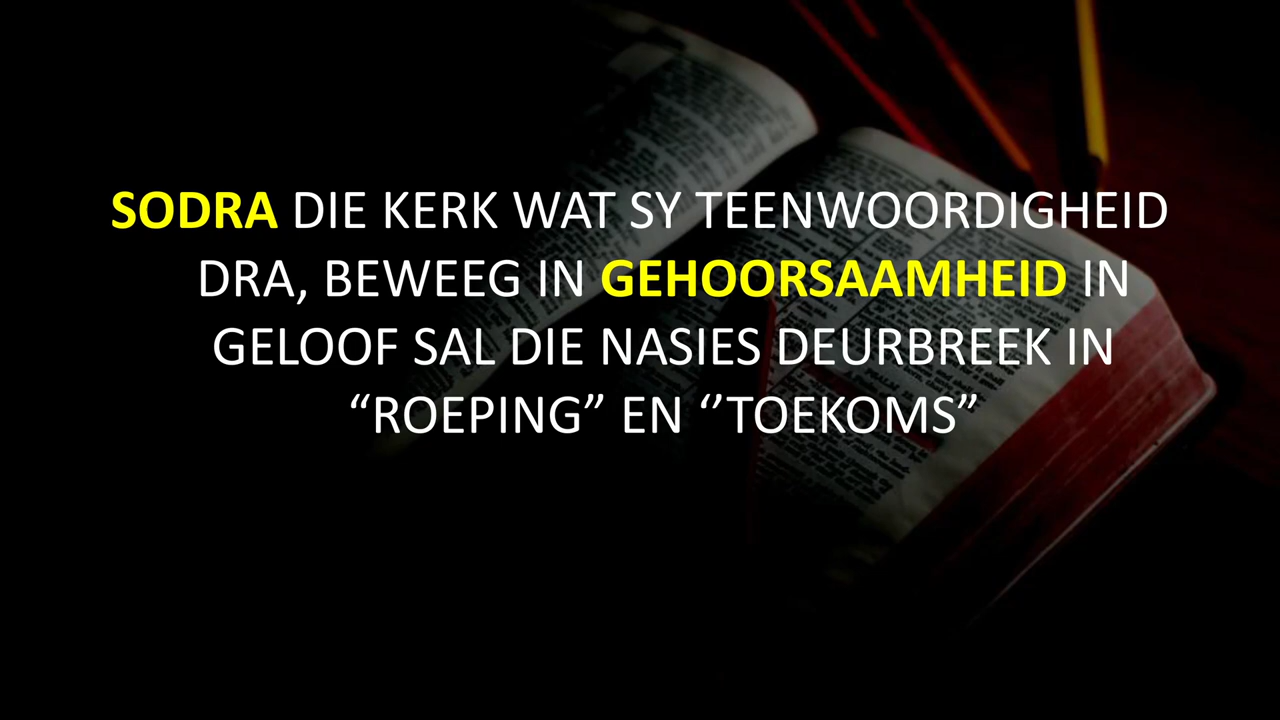 SODRA DIE KERK WAT SY TEENWOORDIGHEID
DRA, BEWEEG IN GEHOORSAAMHEID IN
GELOOF SAL DIE NASIES DEURBREEK IN
“ROEPING” EN ‘’TOEKOMS”